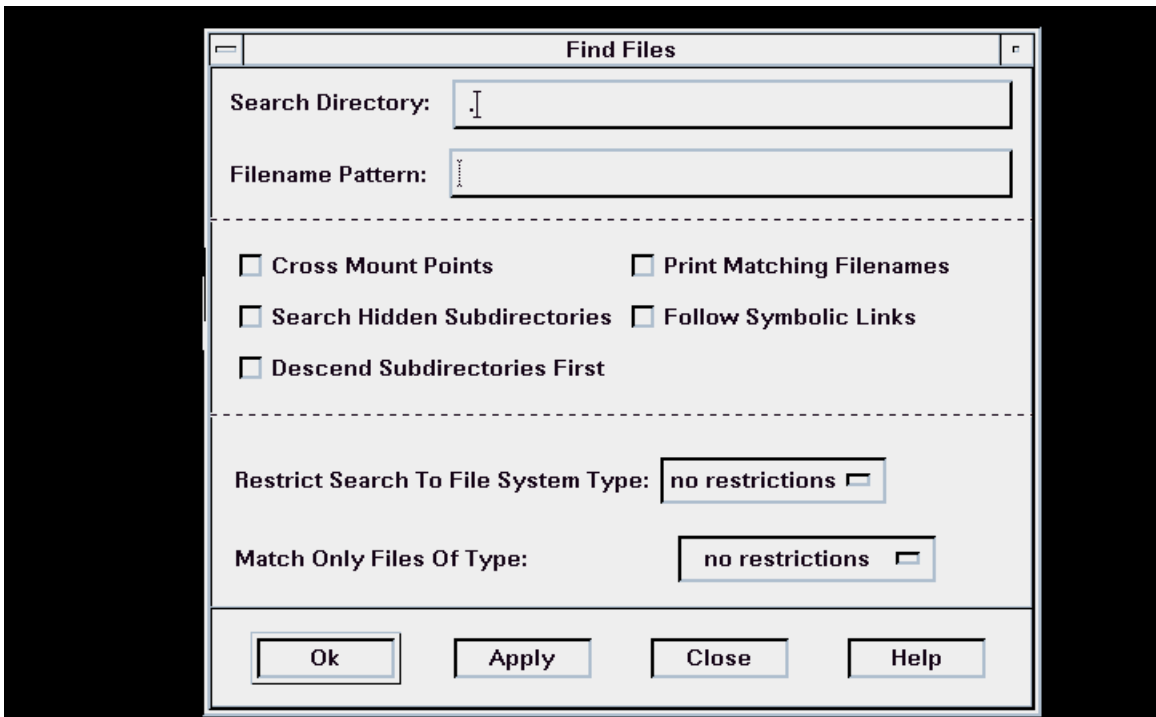 Find Files
Search Directory: .
Filename Pattern:
Cross Mount Points
Print Matching Filenames
Search Hidden Subdirectories
Follow Symbolic Links
Descend Subdirectories First
Restrict Search To File System Type: no restrictions
Match Only Files Of Type: no restrictions
Ok Apply Close Help